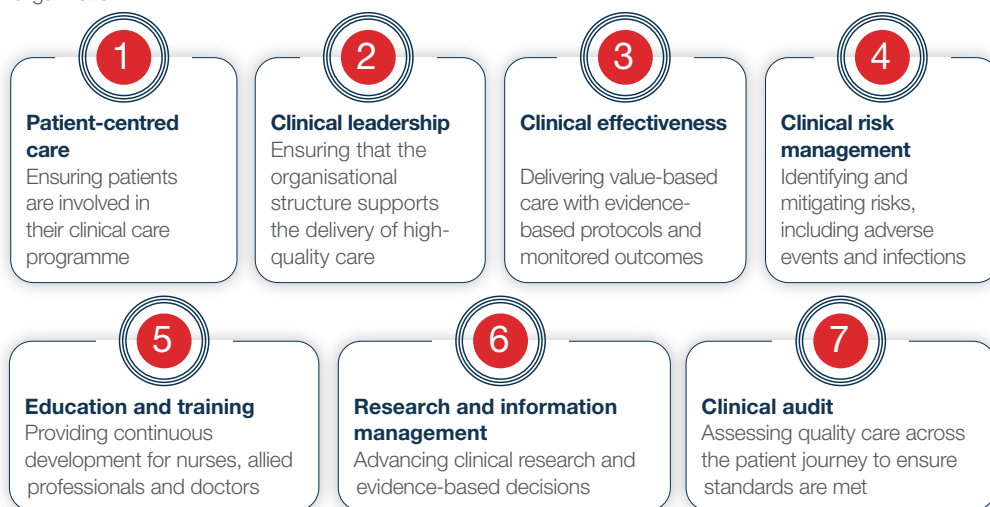 1
Patient-centred
care
Ensuring patients
are involved in
their clinical care
programme
2
Clinical leadership
Ensuring that the
organisational
structure supports
the delivery of high-
quality care
3
Clinical effectiveness
Delivering value-based
care with evidence-
based protocols and
monitored outcomes
4
Clinical risk
management
Identifying and
mitigating risks,
including adverse
events and infections
5
Education and training
Providing continuous
development for nurses, allied
professionals and doctors
6
Research and information
management
Advancing clinical research and
evidence-based decisions
7
Clinical audit
Assessing quality care across
the patient journey to ensure
standards are met